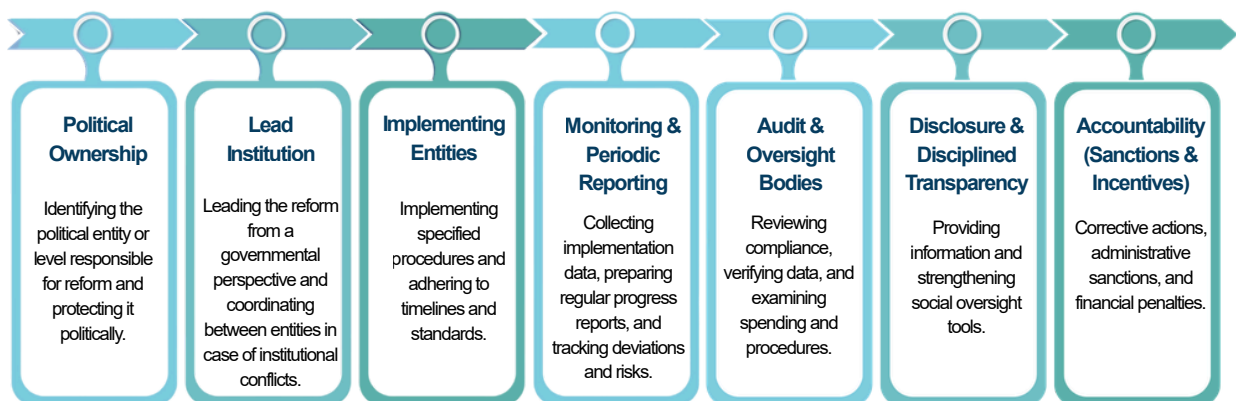 Political
Ownership
Identifying the
political entity or
level responsible
for reform and
protecting it
politically.
Lead
Institution
Leading the reform
from a
governmental
perspective and
coordinating
between entities in
case of institutional
conflicts.
Implementing
Entities
Implementing
specified
procedures and
adhering to
timelines and
standards.
Monitoring &
Periodic
Reporting
Collecting
implementation
data, preparing
regular progress
reports, and
tracking deviations
and risks.
Audit &
Oversight
Bodies
Reviewing
compliance,
verifying data, and
examining
spending and
procedures.
Disclosure &
Disciplined
Transparency
Providing
information and
strengthening
social oversight
tools.
Accountability
(Sanctions &
Incentives)
Corrective actions,
administrative
sanctions, and
financial penalties.